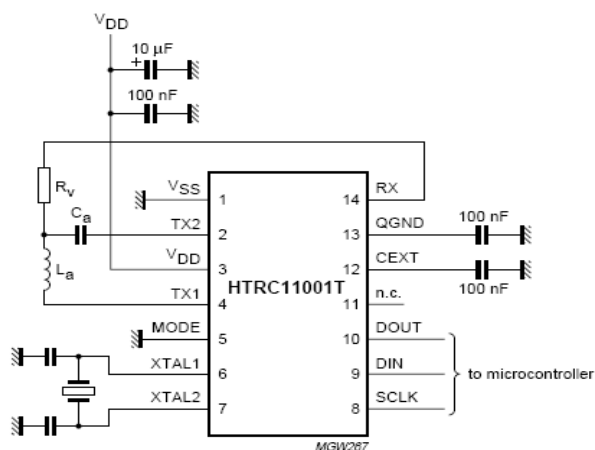 VDD
10 µF
+
100 nF
RX
Rv
VSS
1
14
Ca
TX2
2
13
QGND
100 nF
VDD
3
12
CEXT
100 nF
La
HTRC11001T
TX1
4
11
n.c.
MODE
5
10
DOUT
XTAL1
6
9
DIN
to microcontroller
XTAL2
7
8
SCLK
MGW267